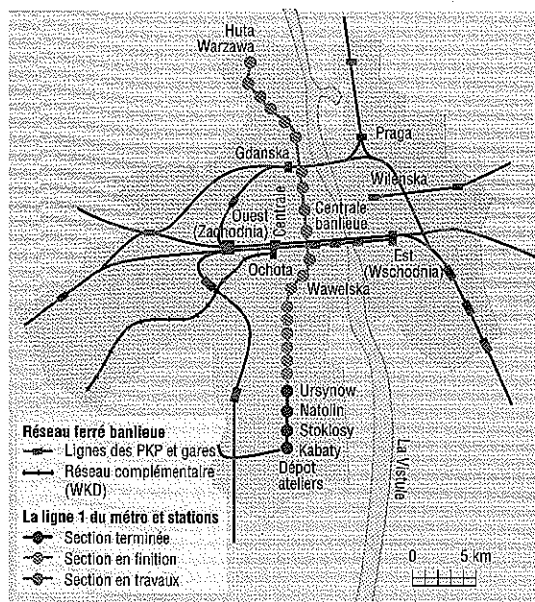 Huta
Warzawa
Praga
Gdanska
Wilenska
Ouest
(Zachodnia)
Centrale
Centrale
banlieue
Ochota
Est
(Wschodnia)
Wawelska
Ursynow
Natolin
Stoklosy
Kabaty
Dépot
ateliers
La Vistule
Réseau ferré banlieue
Lignes des PKP et gares
Réseau complémentaire
(WKD)
La ligne 1 du métro et stations
Section terminée
Section en finition
Section en travaux
0 5 km